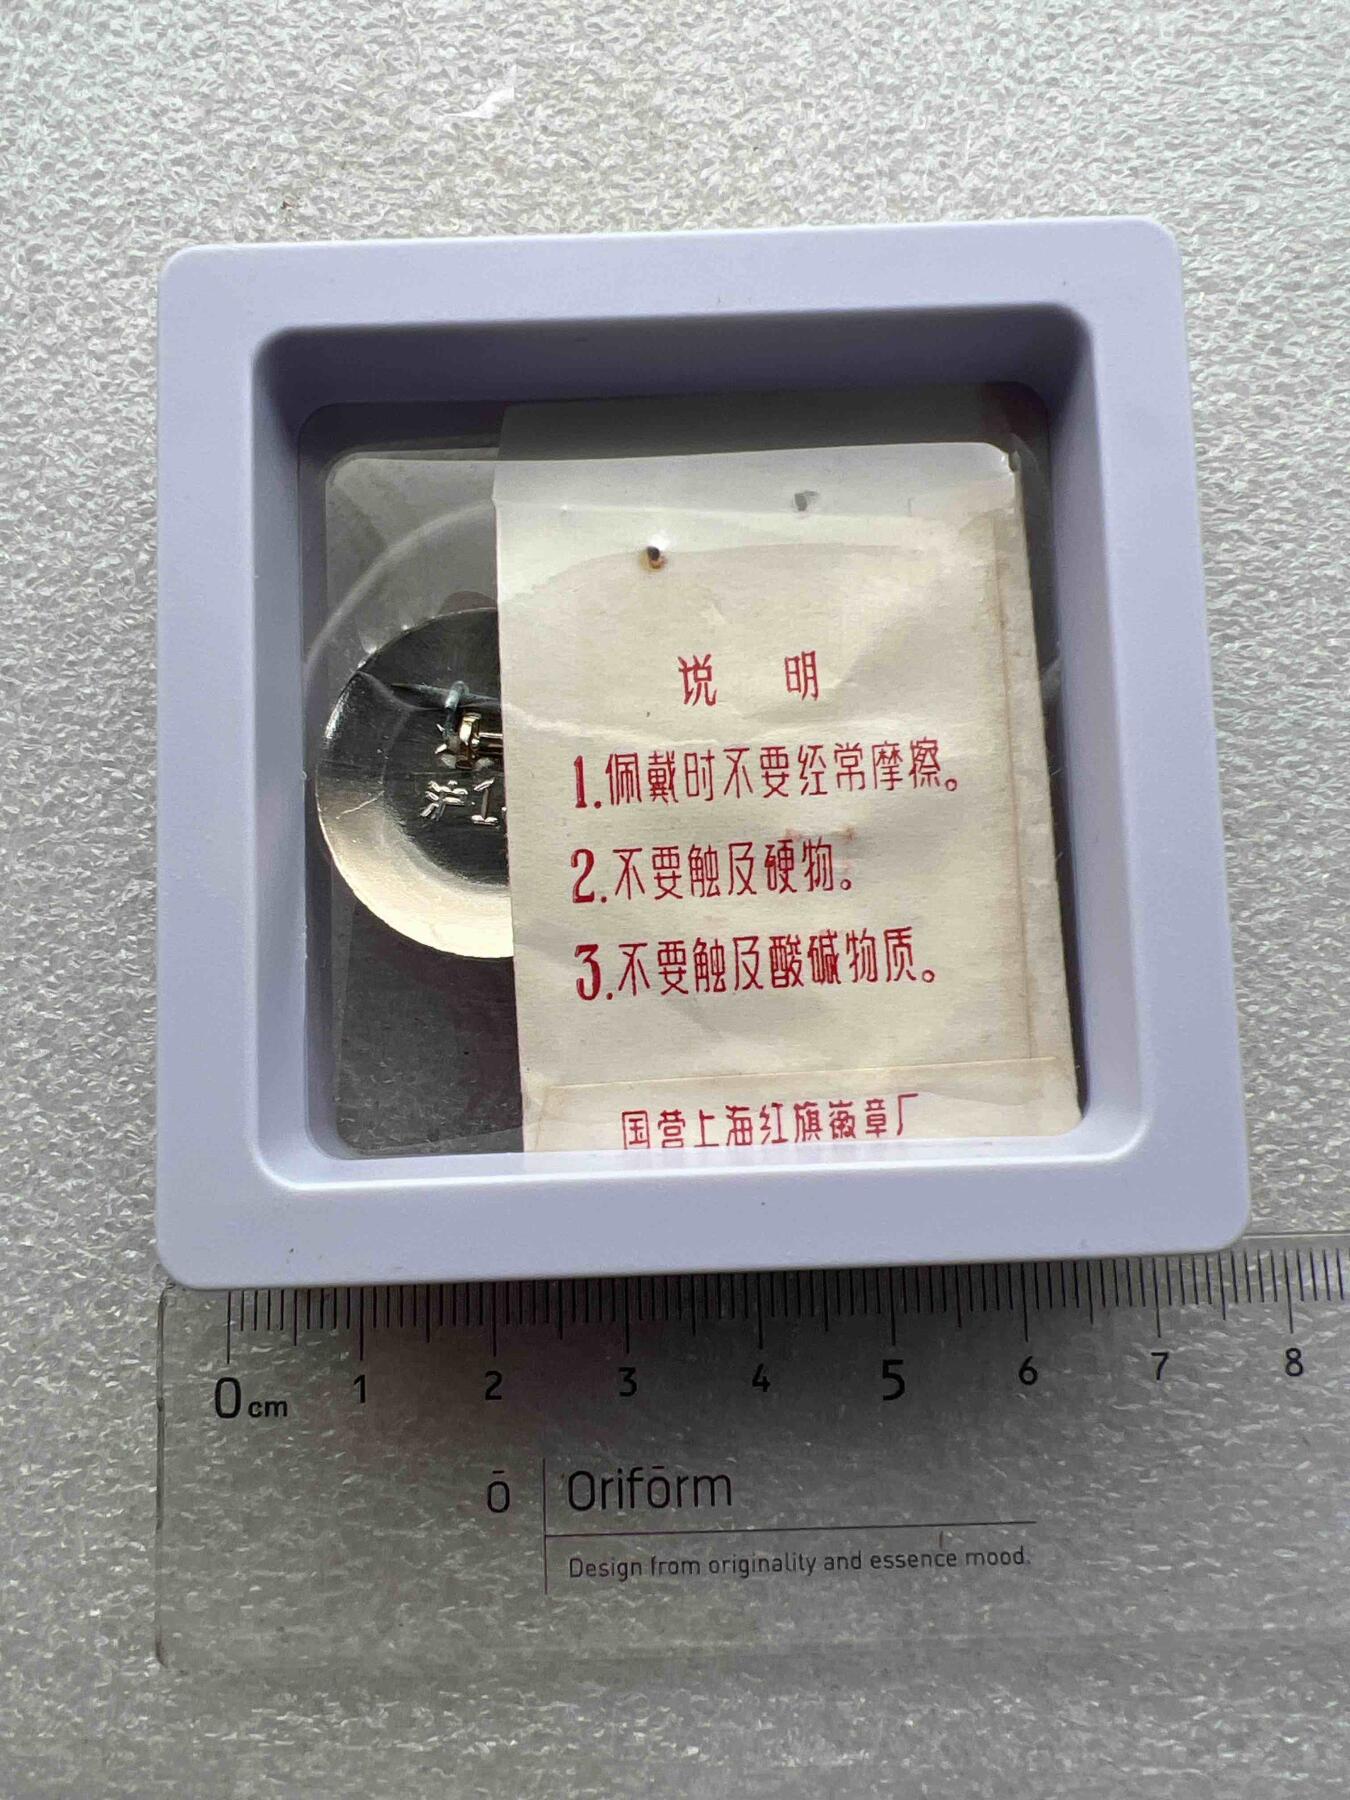 说 明
1.佩戴时不要经常摩擦。
2.不要触及硬物。
3.不要触及酸碱物质。
国营上海红旗徽章厂
0cm 1 2 3 4 5 6 7 8
ō Orifōrm
Design from originality and essence mood.